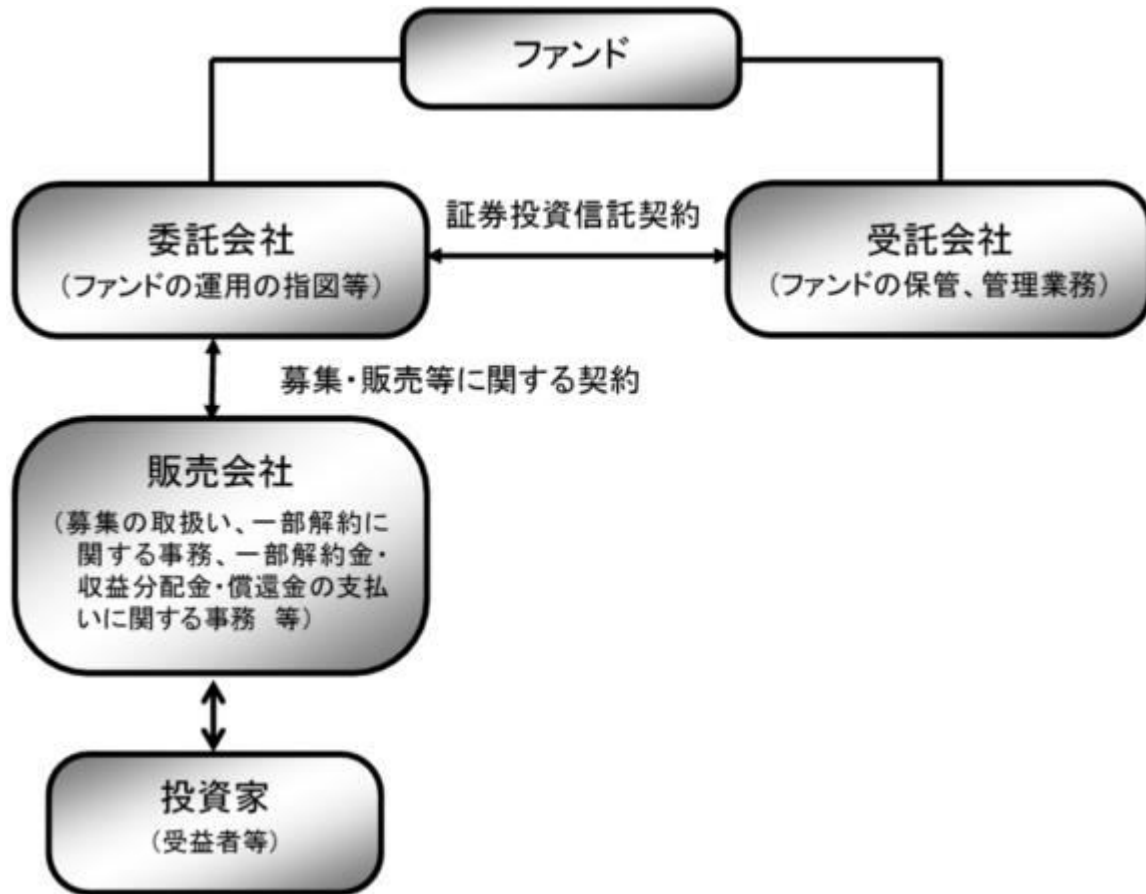 ファンド
委託会社
（ファンドの運用の指図等）
証券投資信託契約
受託会社
（ファンドの保管、管理業務）
募集・販売等に関する契約
販売会社
（募集の取扱い、一部解約に
関する事務、一部解約金・
収益分配金・償還金の支払
いに関する事務　等）
投資家
（受益者等）